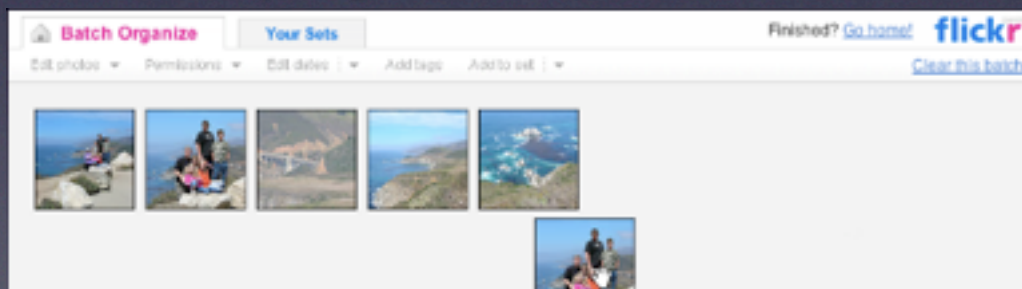 Batch Organize Your Sets Finished? Go home! flickr
Edit photos Permissions Edit dates Add tags Add to set Clear this batch